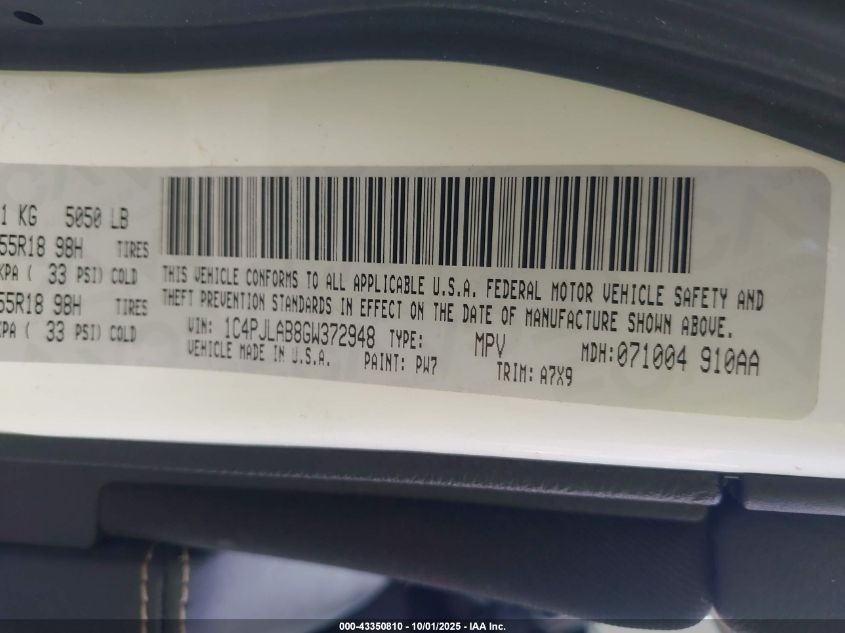 1 KG 5050 LB
55R18 98H TIRES
KPA ( 33 PSI) COLD
55R18 98H TIRES
KPA ( 33 PSI) COLD
THIS VEHICLE CONFORMS TO ALL APPLICABLE U.S.A. FEDERAL MOTOR VEHICLE SAFETY AND
THEFT PREVENTION STANDARDS IN EFFECT ON THE DATE OF MANUFACTURE SHOWN ABOVE.
VIN: 1C4PJLAB8GW372948 TYPE: MPV MDH: 071004 910AA
VEHICLE MADE IN U.S.A. PAINT: PW7 TRIM: A7X9
000-43350810 - 10/01/2025 - IAA Inc.